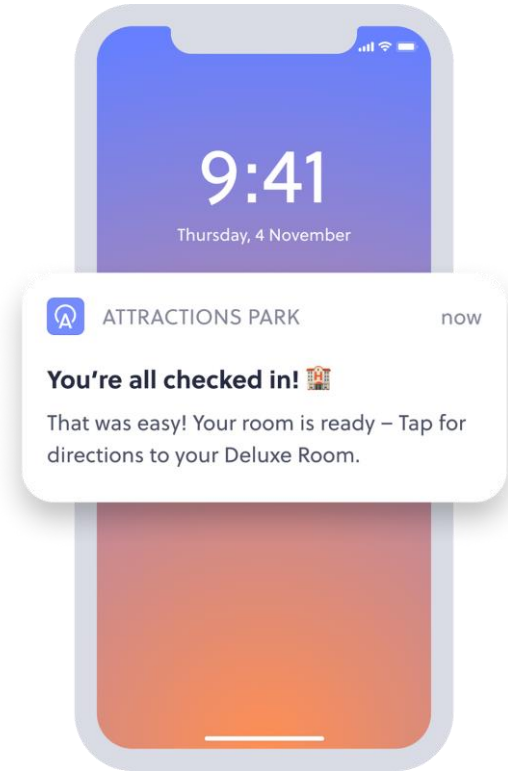 9:41
Thursday, 4 November
ATTRACTIONS PARK
now
You’re all checked in! 🏨
That was easy! Your room is ready – Tap for
directions to your Deluxe Room.